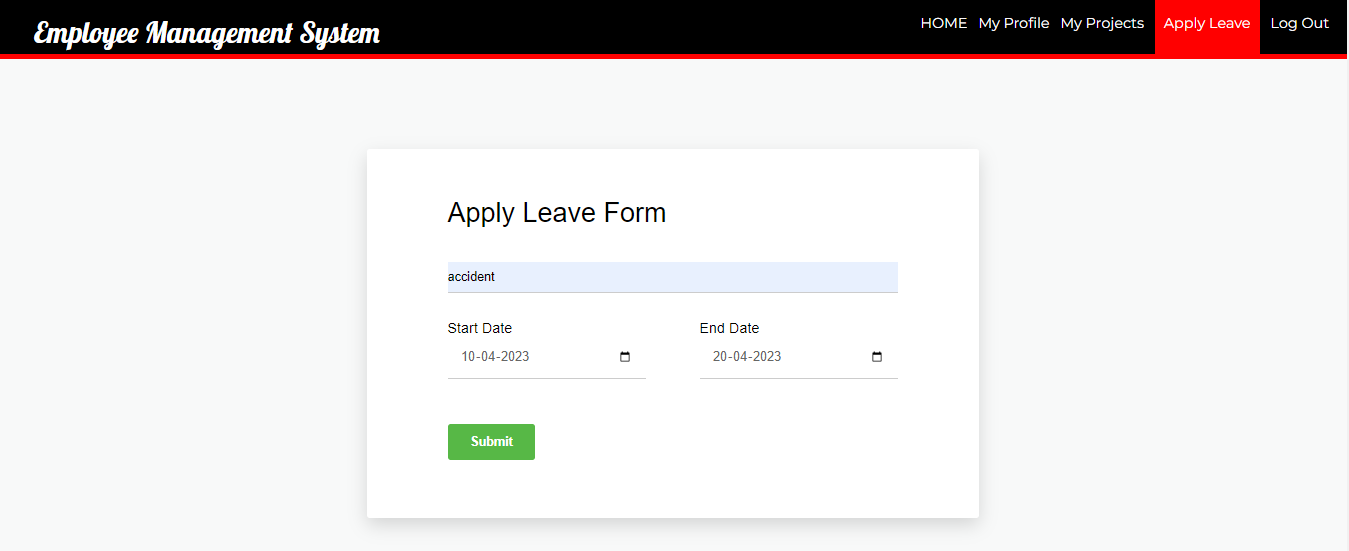 Employee Management System
HOME My Profile My Projects Apply Leave Log Out
Apply Leave Form
accident
Start Date End Date
10-04-2023 20-04-2023
Submit